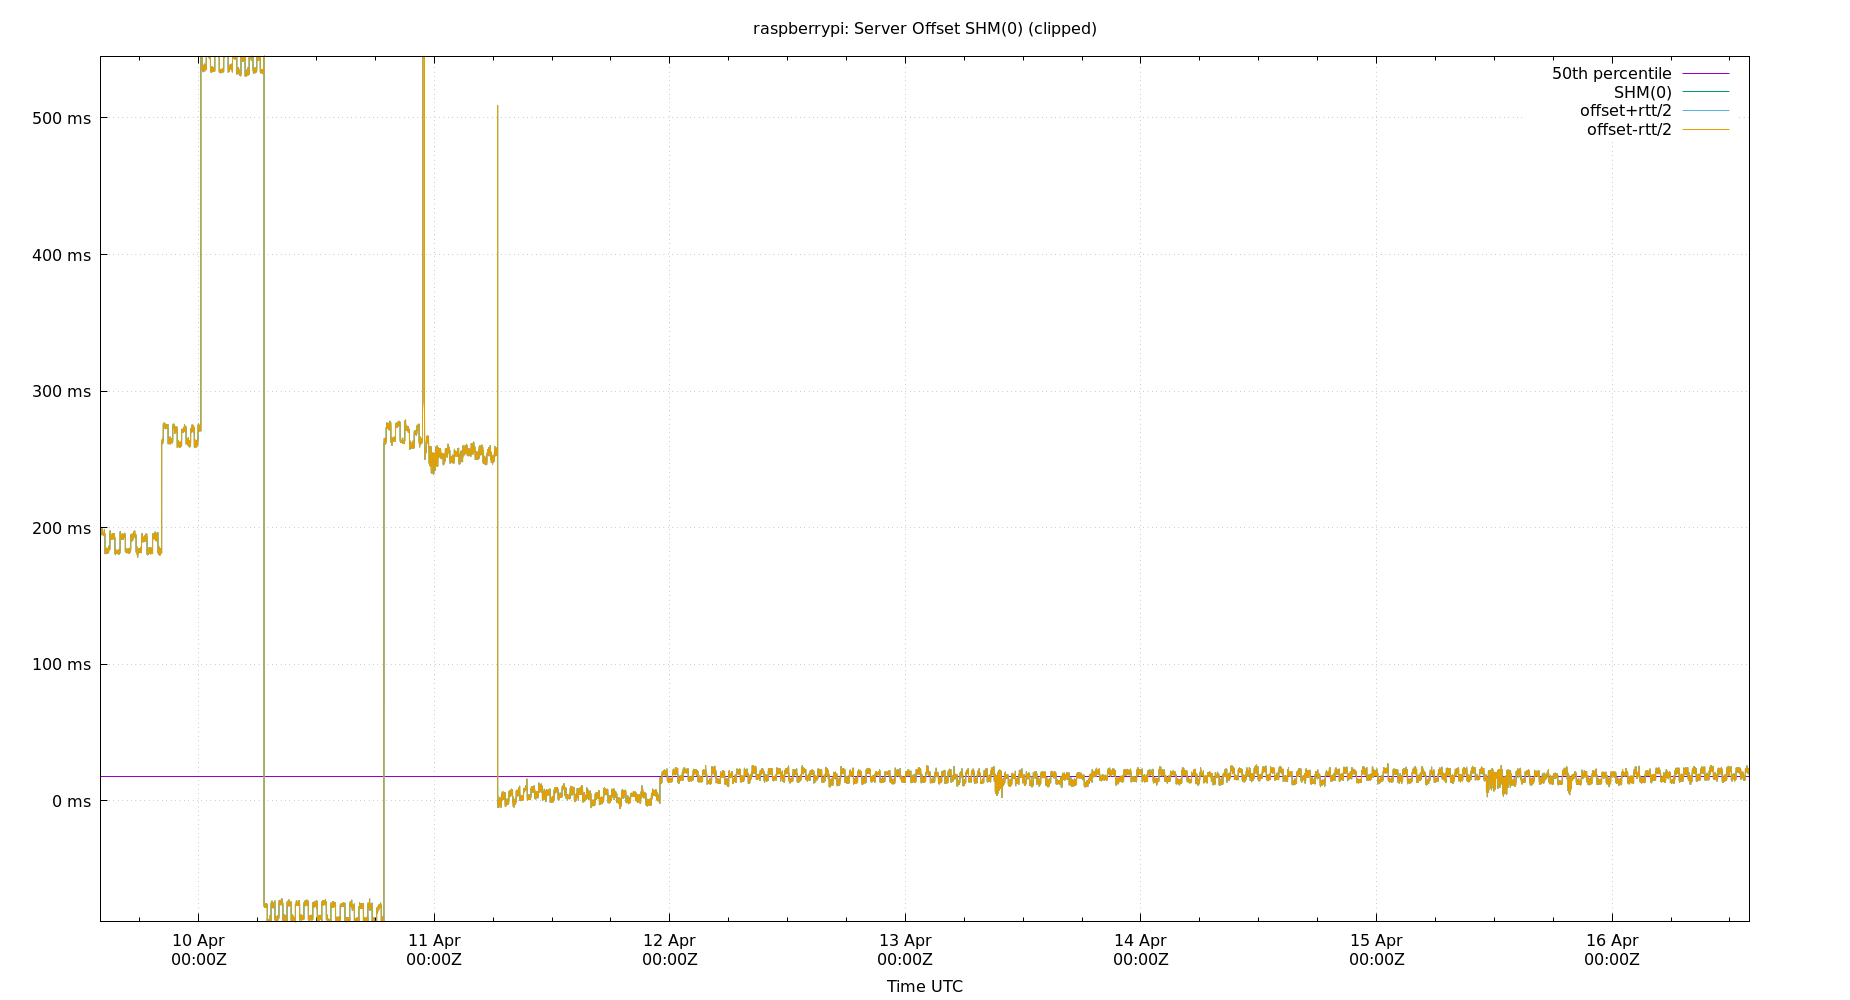 raspberrypi: Server Offset SHM(0) (clipped)
50th percentile
SHM(0)
offset+rtt/2
offset-rtt/2
500 ms
400 ms
300 ms
200 ms
100 ms
0 ms
10 Apr 11 Apr 12 Apr 13 Apr 14 Apr 15 Apr 16 Apr
00:00Z 00:00Z 00:00Z 00:00Z 00:00Z 00:00Z 00:00Z
Time UTC